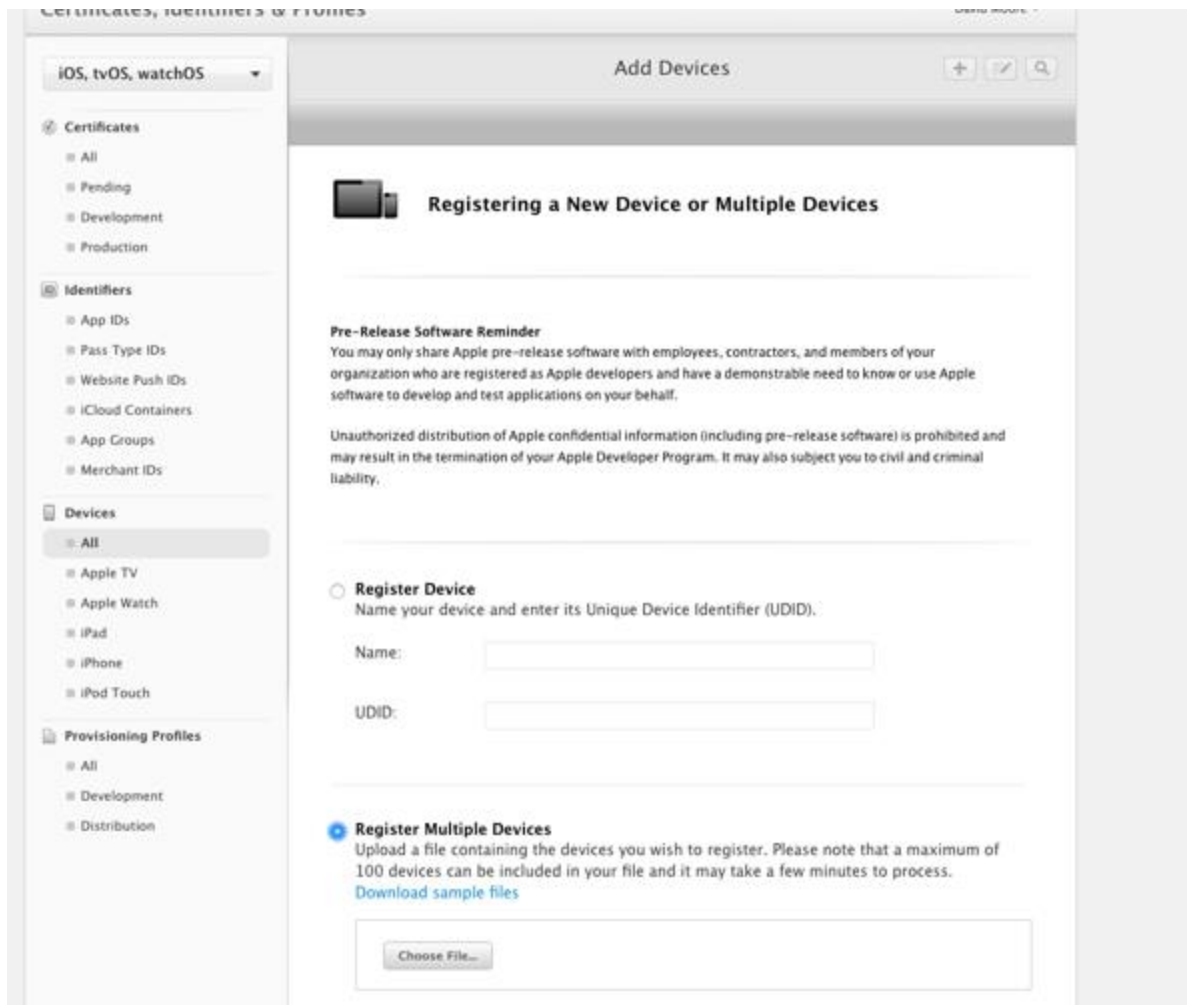 Certificates, Identifiers & Profiles
David Moore
iOS, tvOS, watchOS
Add Devices
Certificates
All
Pending
Development
Production
Identifiers
App IDs
Pass Type IDs
Website Push IDs
iCloud Containers
App Groups
Merchant IDs
Devices
All
Apple TV
Apple Watch
iPad
iPhone
iPod Touch
Provisioning Profiles
All
Development
Distribution
Registering a New Device or Multiple Devices
Pre-Release Software Reminder
You may only share Apple pre-release software with employees, contractors, and members of your
organization who are registered as Apple developers and have a demonstrable need to know or use Apple
software to develop and test applications on your behalf.
Unauthorized distribution of Apple confidential information (including pre-release software) is prohibited and
may result in the termination of your Apple Developer Program. It may also subject you to civil and criminal
liability.
Register Device
Name your device and enter its Unique Device Identifier (UDID).
Name:
UDID:
Register Multiple Devices
Upload a file containing the devices you wish to register. Please note that a maximum of
100 devices can be included in your file and it may take a few minutes to process.
Download sample files
Choose File...